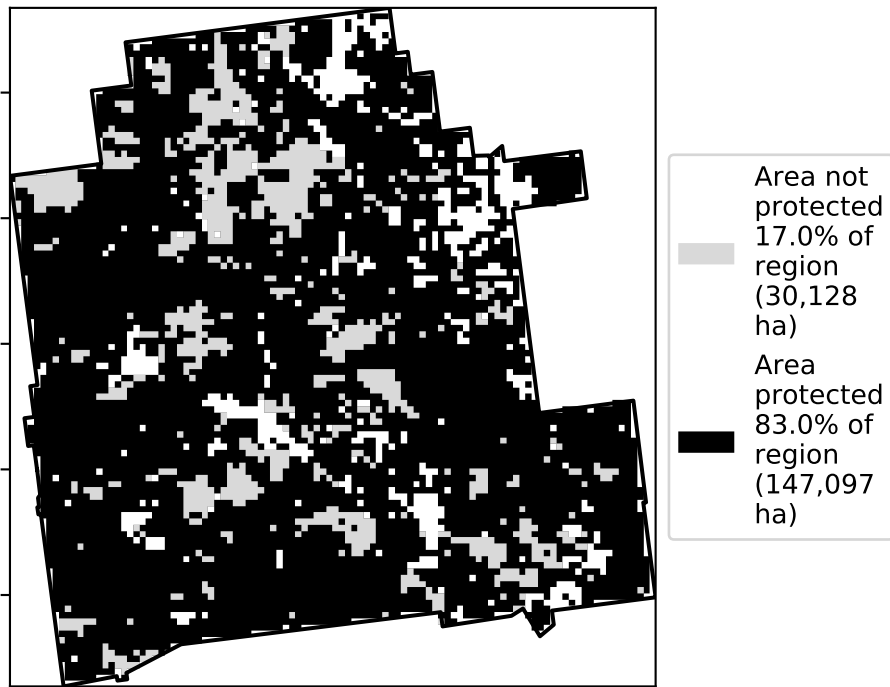 Area not
protected
17.0% of
region
(30,128
ha)
Area
protected
83.0% of
region
(147,097
ha)